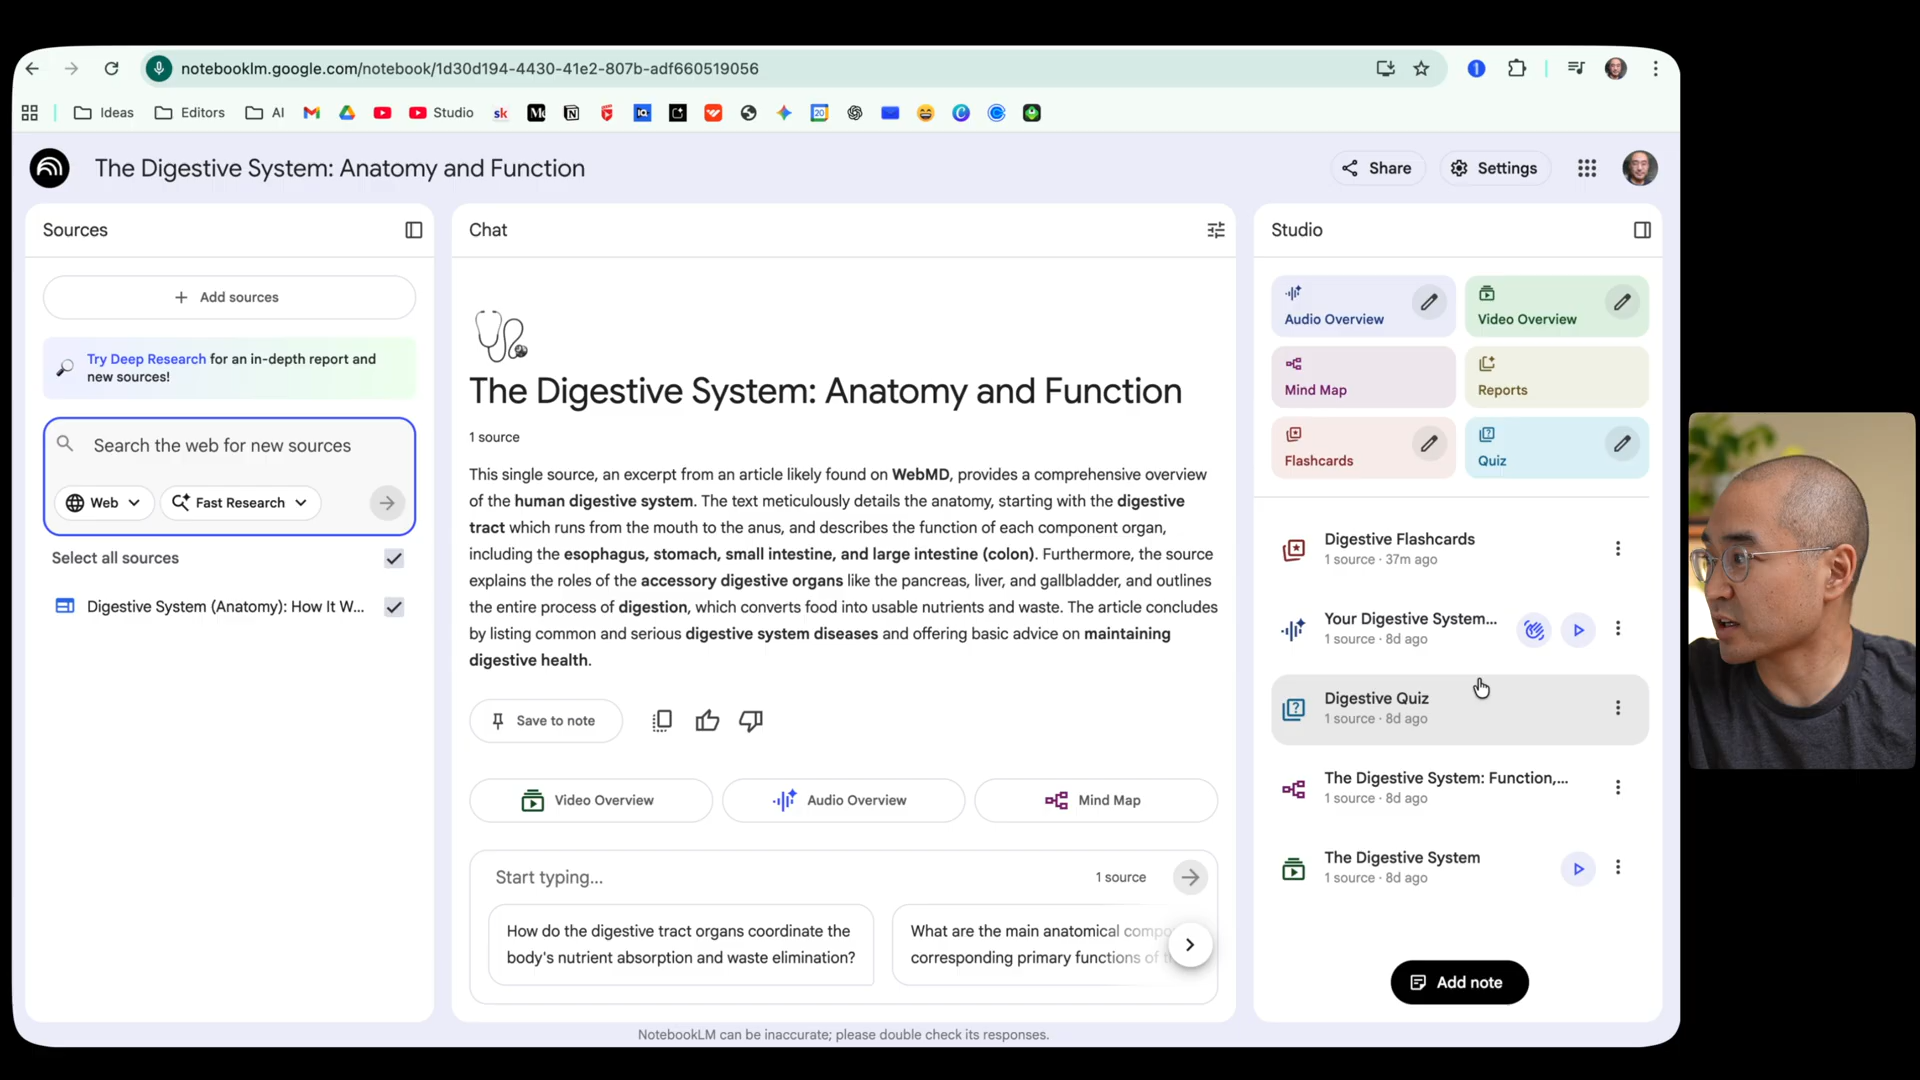 notebooklm.google.com/notebook/1d30d194-4430-41e2-807b-adf660519056
Ideas
Editors
AI
Studio
sk
The Digestive System: Anatomy and Function
Share
Settings
Sources
Add sources
Try Deep Research for an in-depth report and
new sources!
Search the web for new sources
Web
Fast Research
Select all sources
Digestive System (Anatomy): How It W...
Chat
The Digestive System: Anatomy and Function
1 source
This single source, an excerpt from an article likely found on WebMD, provides a comprehensive overview
of the human digestive system. The text meticulously details the anatomy, starting with the digestive
tract which runs from the mouth to the anus, and describes the function of each component organ,
including the esophagus, stomach, small intestine, and large intestine (colon). Furthermore, the source
explains the roles of the accessory digestive organs like the pancreas, liver, and gallbladder, and outlines
the entire process of digestion, which converts food into usable nutrients and waste. The article concludes
by listing common and serious digestive system diseases and offering basic advice on maintaining
digestive health.
Save to note
Video Overview
Audio Overview
Mind Map
Start typing...
1 source
How do the digestive tract organs coordinate the
body's nutrient absorption and waste elimination?
What are the main anatomical compo
corresponding primary functions of t
NotebookLM can be inaccurate; please double check its responses.
Studio
Audio Overview
Video Overview
Mind Map
Reports
Flashcards
Quiz
Digestive Flashcards
1 source · 37m ago
Your Digestive System...
1 source · 8d ago
Digestive Quiz
1 source · 8d ago
The Digestive System: Function,...
1 source · 8d ago
The Digestive System
1 source · 8d ago
Add note